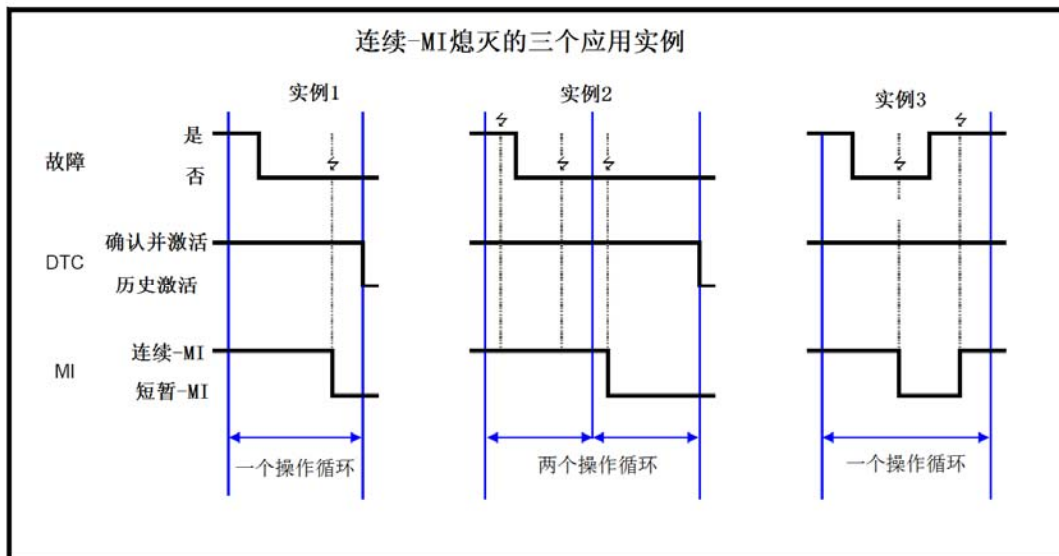 连续-MI熄灭的三个应用实例
实例1
实例2
实例3
故障
是
否
DTC
确认并激活
历史激活
MI
连续-MI
短暂-MI
一个操作循环
两个操作循环
一个操作循环